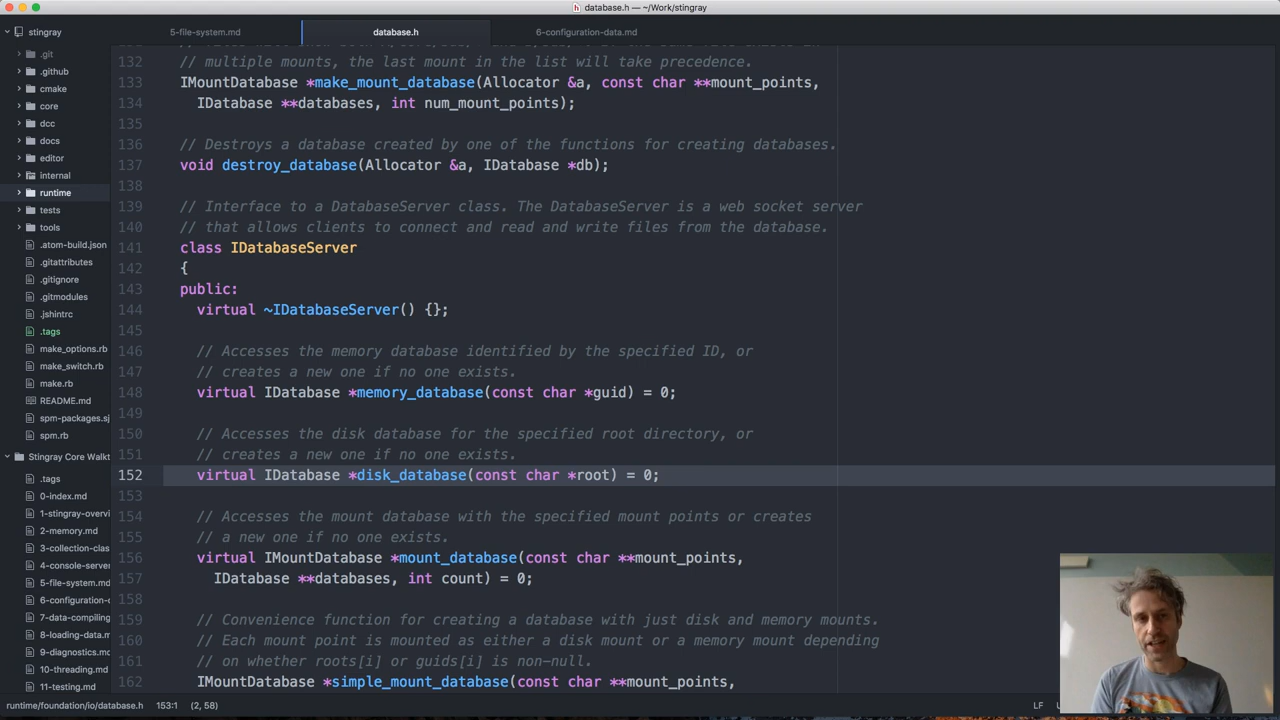 database.h — ~/Work/stingray
stingray
5-file-system.md
database.h
6-configuration-data.md
.git
.github
cmake
core
dcc
docs
editor
internal
runtime
tests
tools
.atom-build.json
.gitattributes
.gitignore
.gitmodules
.jshintrc
.tags
make_options.rb
make_switch.rb
make.rb
README.md
spm-packages.sj
spm.rb
Stingray Core Walkt
.tags
0-index.md
1-stingray-overvi
2-memory.md
3-collection-clas
4-console-server
5-file-system.md
6-configuration-d
7-data-compiling
8-loading-data.m
9-diagnostics.md
10-threading.md
11-testing.md
132 // multiple mounts, the last mount in the list will take precedence.
133 IMountDatabase *make_mount_database(Allocator &a, const char **mount_points,
134 IDatabase **databases, int num_mount_points);
135
136 // Destroys a database created by one of the functions for creating databases.
137 void destroy_database(Allocator &a, IDatabase *db);
138
139 // Interface to a DatabaseServer class. The DatabaseServer is a web socket server
140 // that allows clients to connect and read and write files from the database.
141 class IDatabaseServer
142 {
143 public:
144 virtual ~IDatabaseServer() {};
145
146 // Accesses the memory database identified by the specified ID, or
147 // creates a new one if no one exists.
148 virtual IDatabase *memory_database(const char *guid) = 0;
149
150 // Accesses the disk database for the specified root directory, or
151 // creates a new one if no one exists.
152 virtual IDatabase *disk_database(const char *root) = 0;
153
154 // Accesses the mount database with the specified mount points or creates
155 // a new one if no one exists.
156 virtual IMountDatabase *mount_database(const char **mount_points,
157 IDatabase **databases, int count) = 0;
158
159 // Convenience function for creating a database with just disk and memory mounts.
160 // Each mount point is mounted as either a disk mount or a memory mount depending
161 // on whether roots[i] or guids[i] is non-null.
162 IMountDatabase *simple_mount_database(const char **mount_points,
runtime/foundation/io/database.h 153:1 (2, 58) LF